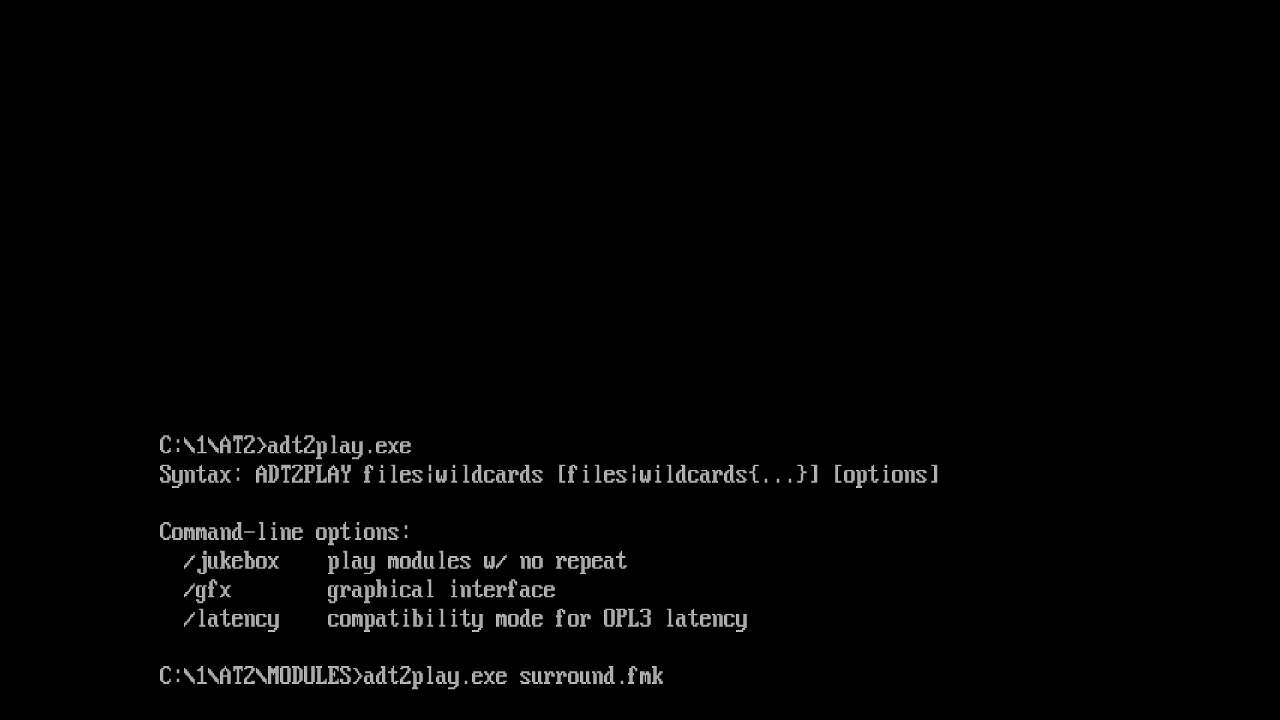 C:\1\AT2>adt2play.exe
Syntax: ADT2PLAY files|wildcards [files|wildcards{...}] [options]
Command-line options:
/jukebox    play modules w/ no repeat
/gfx        graphical interface
/latency    compatibility mode for OPL3 latency
C:\1\AT2\MODULES>adt2play.exe surround.fmk